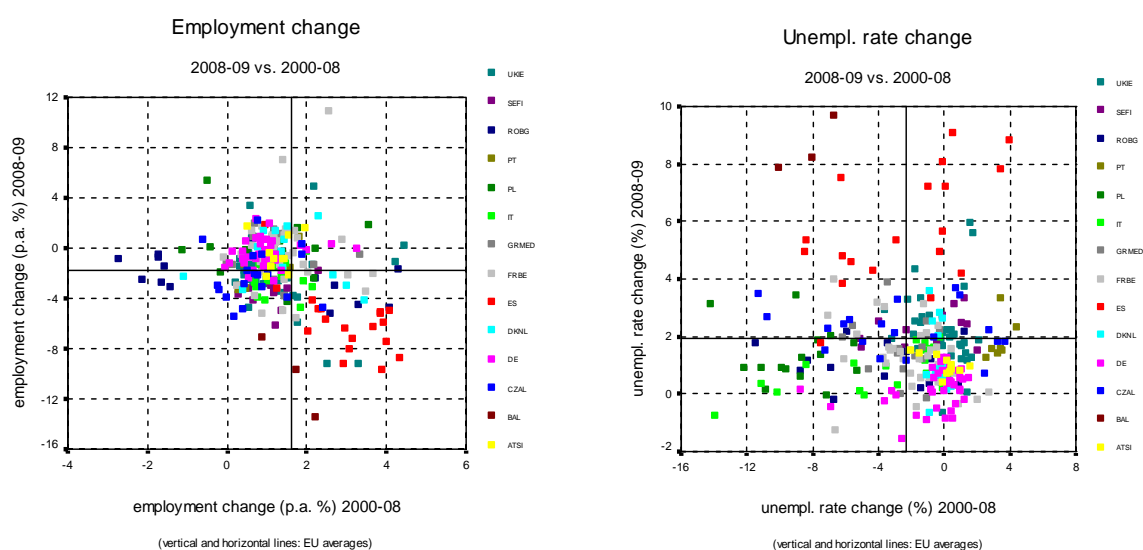 Employment change
2008-09 vs. 2000-08
employment change (p.a. %) 2008-09
12
8
4
0
-4
-8
-12
-16
-4
-2
0
2
4
6
employment change (p.a. %) 2000-08
(vertical and horizontal lines: EU averages)
UKIE
SEFI
ROBG
PT
PL
IT
GRMED
FRBE
ES
DKNL
DE
CZAL
BAL
ATSI
Unempl. rate change
2008-09 vs. 2000-08
unempl. rate change (%) 2008-09
10
8
6
4
2
0
-2
-16
-12
-8
-4
0
4
8
unempl. rate change (%) 2000-08
(vertical and horizontal lines: EU averages)
UKIE
SEFI
ROBG
PT
PL
IT
GRMED
FRBE
ES
DKNL
DE
CZAL
BAL
ATSI